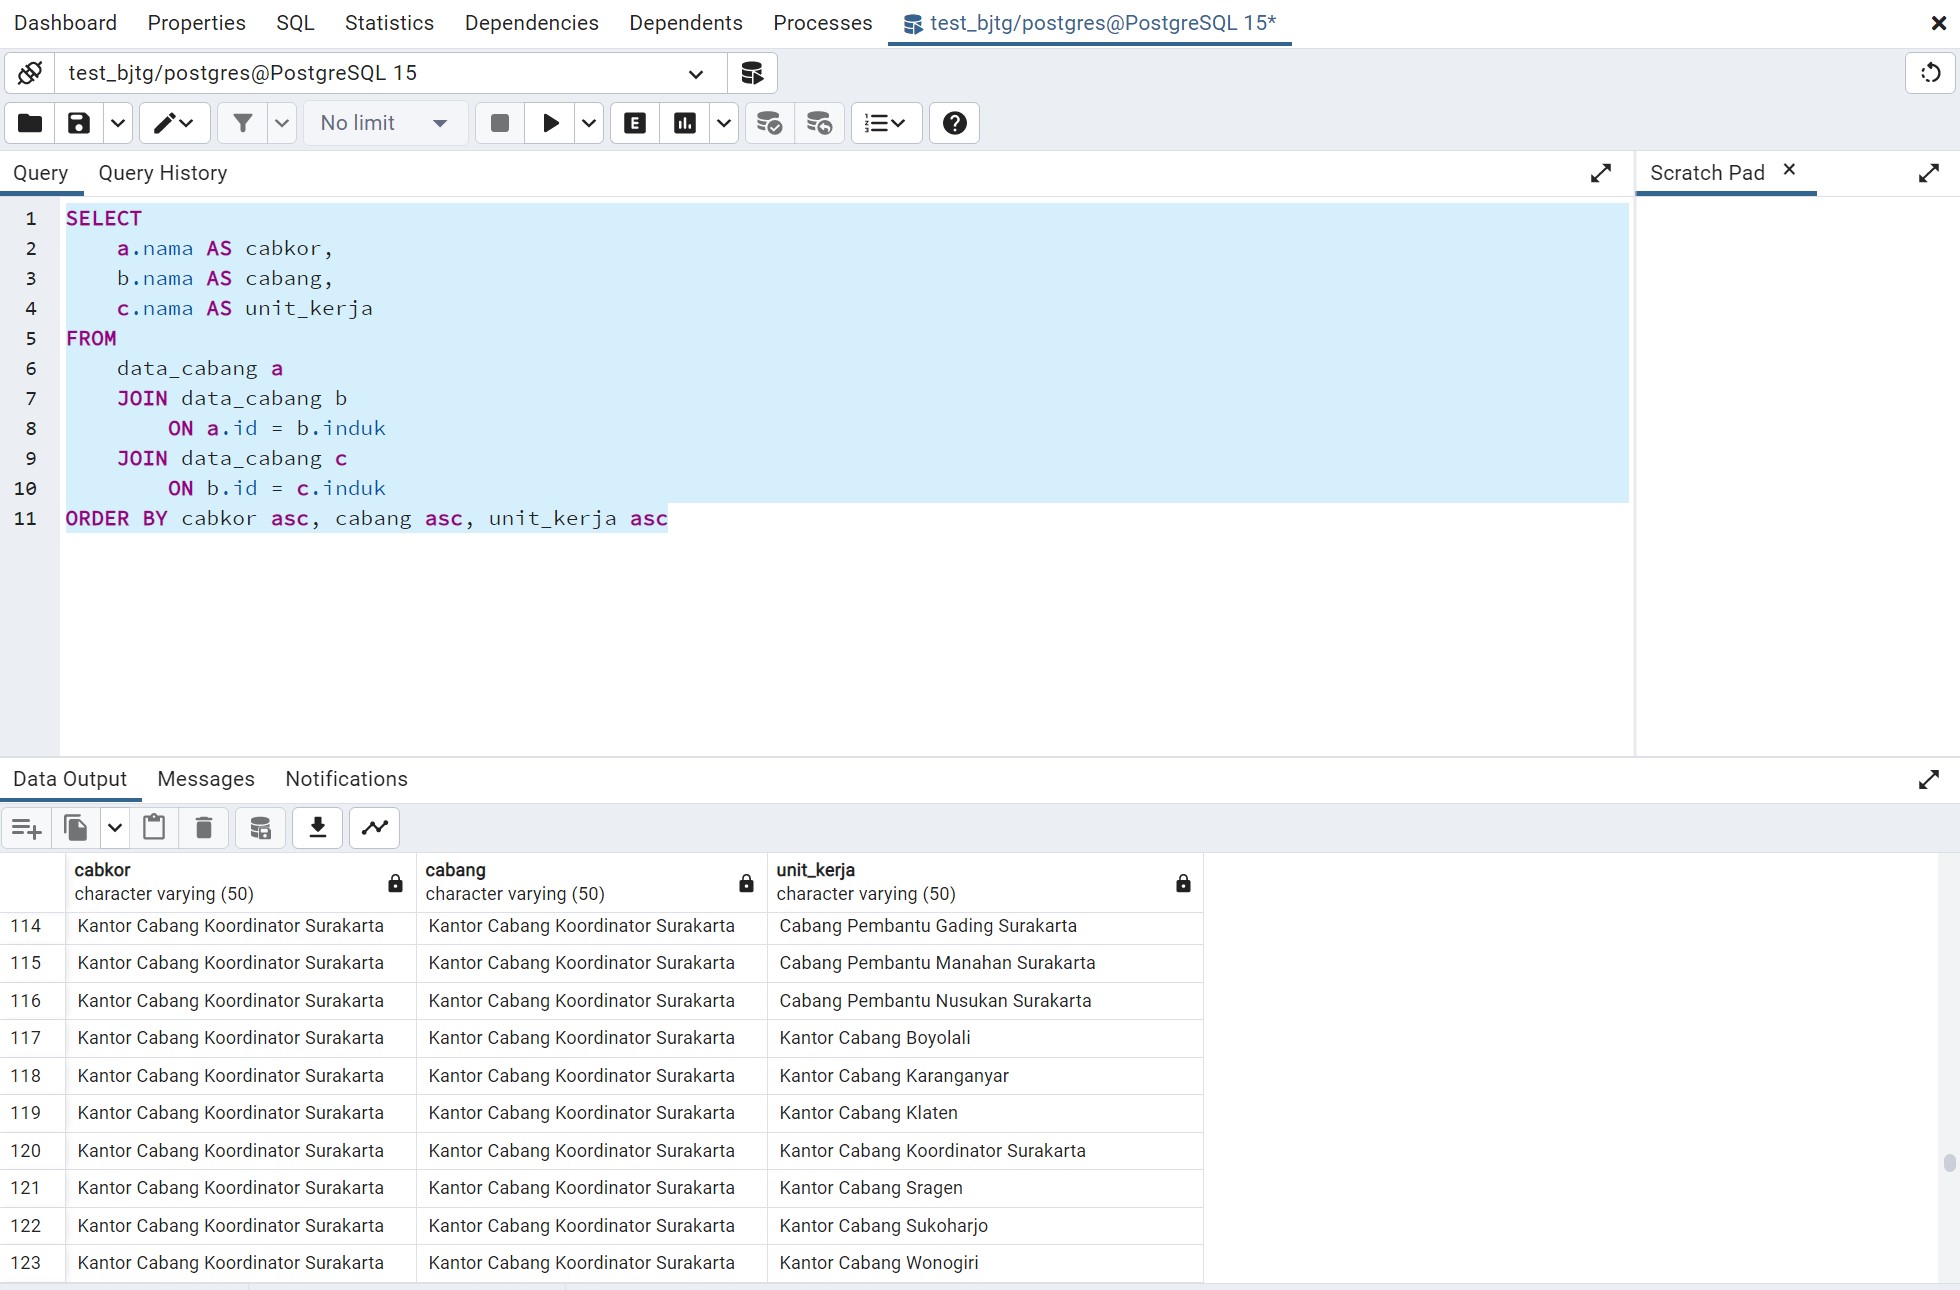 Dashboard Properties SQL Statistics Dependencies Dependents Processes test_bjtg/postgres@PostgreSQL 15*
test_bjtg/postgres@PostgreSQL 15
No limit E
Query Query History Scratch Pad
1 SELECT
2 a.nama AS cabkor,
3 b.nama AS cabang,
4 c.nama AS unit_kerja
5 FROM
6 data_cabang a
7 JOIN data_cabang b
8 ON a.id = b.induk
9 JOIN data_cabang c
10 ON b.id = c.induk
11 ORDER BY cabkor asc, cabang asc, unit_kerja asc
Data Output Messages Notifications
cabkor cabang unit_kerja
character varying (50) character varying (50) character varying (50)
114 Kantor Cabang Koordinator Surakarta Kantor Cabang Koordinator Surakarta Cabang Pembantu Gading Surakarta
115 Kantor Cabang Koordinator Surakarta Kantor Cabang Koordinator Surakarta Cabang Pembantu Manahan Surakarta
116 Kantor Cabang Koordinator Surakarta Kantor Cabang Koordinator Surakarta Cabang Pembantu Nusukan Surakarta
117 Kantor Cabang Koordinator Surakarta Kantor Cabang Koordinator Surakarta Kantor Cabang Boyolali
118 Kantor Cabang Koordinator Surakarta Kantor Cabang Koordinator Surakarta Kantor Cabang Karanganyar
119 Kantor Cabang Koordinator Surakarta Kantor Cabang Koordinator Surakarta Kantor Cabang Klaten
120 Kantor Cabang Koordinator Surakarta Kantor Cabang Koordinator Surakarta Kantor Cabang Koordinator Surakarta
121 Kantor Cabang Koordinator Surakarta Kantor Cabang Koordinator Surakarta Kantor Cabang Sragen
122 Kantor Cabang Koordinator Surakarta Kantor Cabang Koordinator Surakarta Kantor Cabang Sukoharjo
123 Kantor Cabang Koordinator Surakarta Kantor Cabang Koordinator Surakarta Kantor Cabang Wonogiri